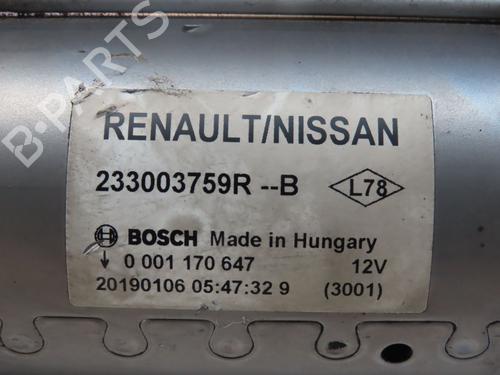 B-PARTS
RENAULT/NISSAN
233003759R --B L78
BOSCH Made in Hungary
0 001 170 647 12V
20190106 05:47:32 9 (3001)